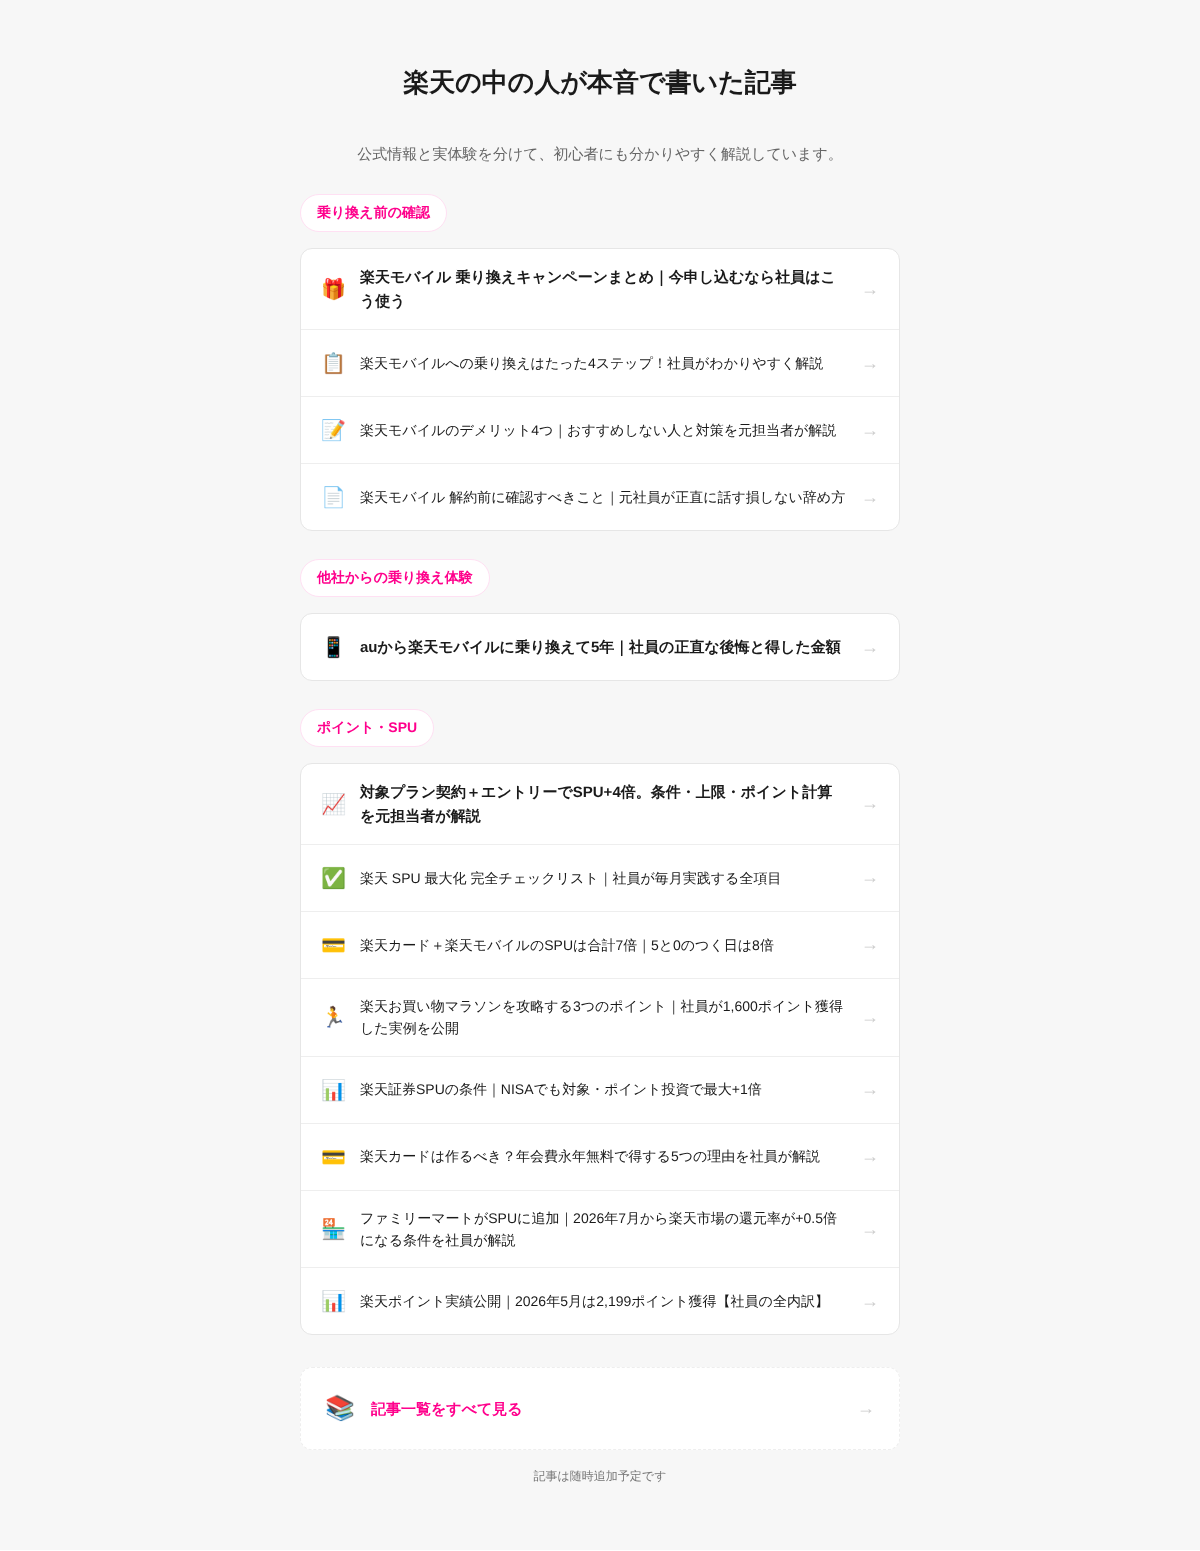 楽天の中の人が本音で書いた記事
公式情報と実体験を分けて、初心者にも分かりやすく解説しています。
乗り換え前の確認
楽天モバイル 乗り換えキャンペーンまとめ｜今申し込むなら社員はこ
う使う
→
楽天モバイルへの乗り換えはたった4ステップ！社員がわかりやすく解説
→
楽天モバイルのデメリット4つ｜おすすめしない人と対策を元担当者が解説
→
楽天モバイル 解約前に確認すべきこと｜元社員が正直に話す損しない辞め方
→
他社からの乗り換え体験
auから楽天モバイルに乗り換えて5年｜社員の正直な後悔と得した金額
→
ポイント・SPU
対象プラン契約＋エントリーでSPU+4倍。条件・上限・ポイント計算
を元担当者が解説
→
楽天 SPU 最大化 完全チェックリスト｜社員が毎月実践する全項目
→
楽天カード＋楽天モバイルのSPUは合計7倍｜5と0のつく日は8倍
→
楽天お買い物マラソンを攻略する3つのポイント｜社員が1,600ポイント獲得
した実例を公開
→
楽天証券SPUの条件｜NISAでも対象・ポイント投資で最大+1倍
→
楽天カードは作るべき？年会費永年無料で得する5つの理由を社員が解説
→
ファミリーマートがSPUに追加｜2026年7月から楽天市場の還元率が+0.5倍
になる条件を社員が解説
→
楽天ポイント実績公開｜2026年5月は2,199ポイント獲得【社員の全内訳】
→
記事一覧をすべて見る
→
記事は随時追加予定です